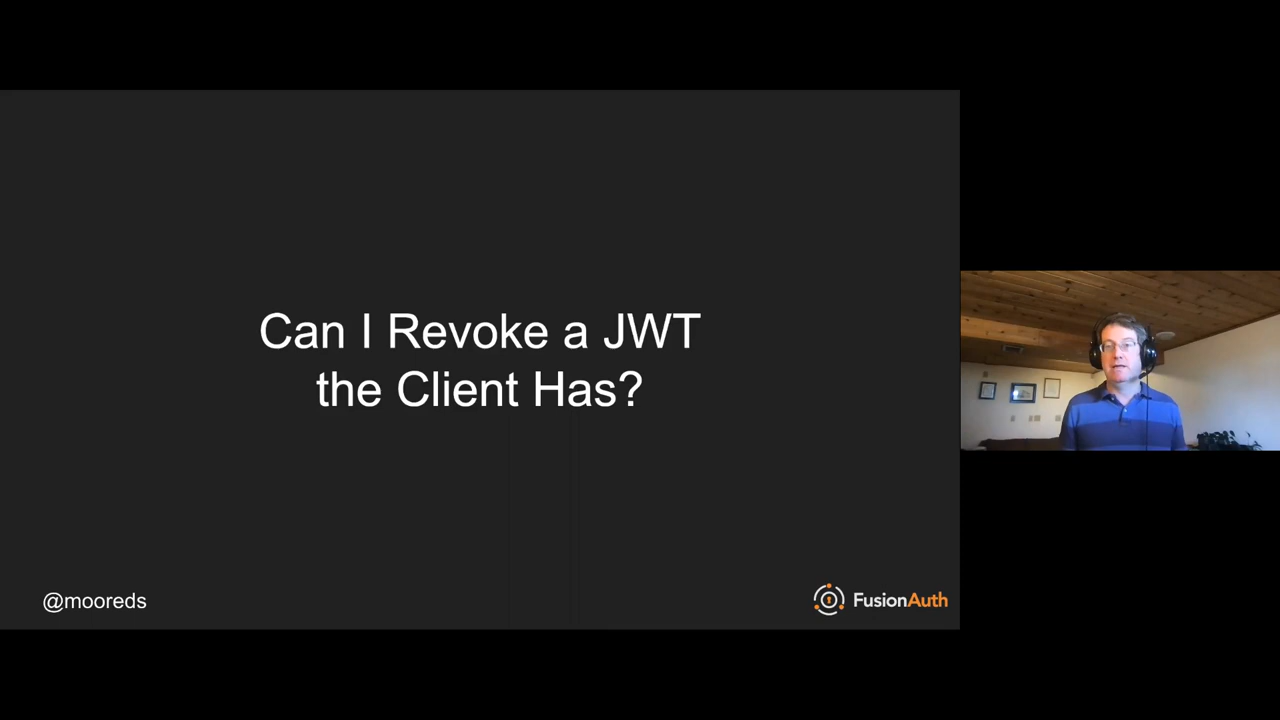 Can I Revoke a JWT
the Client Has?
@mooreds
FusionAuth